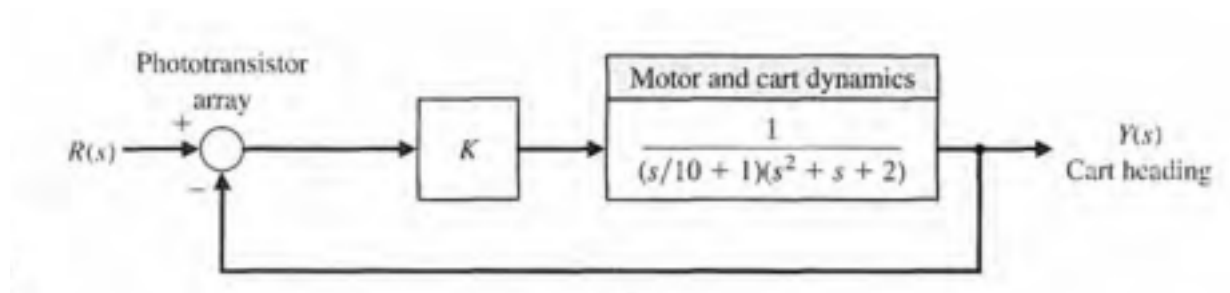 Phototransistor
array
+
R(s)
−
K
Motor and cart dynamics
1
(s/10 + 1)(s² + s + 2)
Y(s)
Cart heading